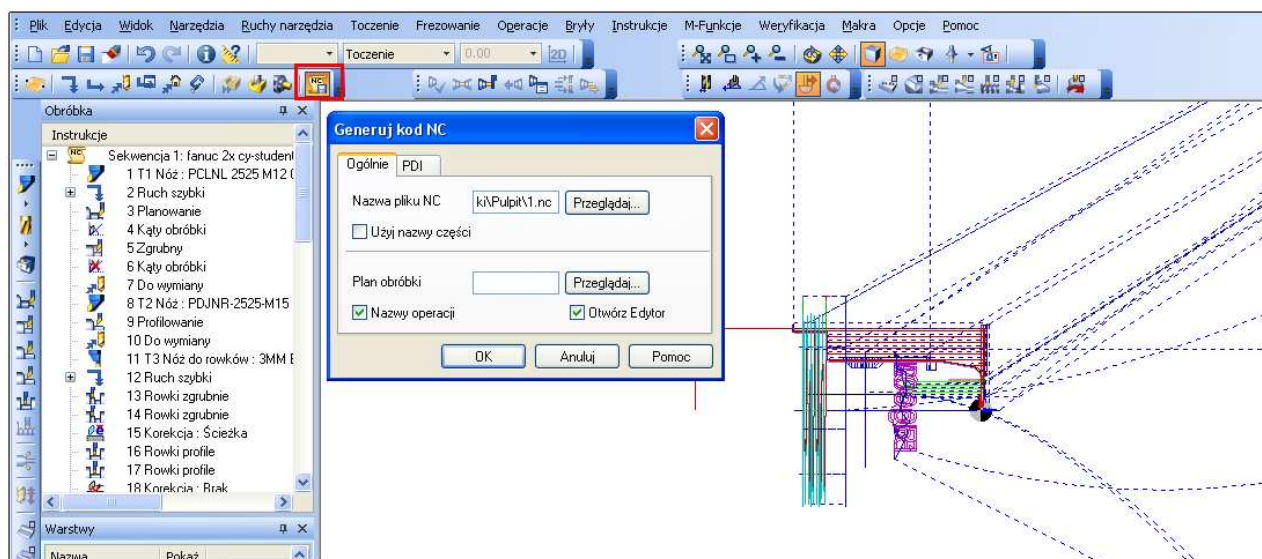 Plik Edycja Widok Narzędzia Ruchy narzędzia Toczenie Frezowanie Operacje Bryły Instrukcje M-Funkcje Weryfikacja Makra Opcje Pomoc
Toczenie 0.00 2D
NC
Obróbka
Instrukcje
Sekwencja 1: fanuc 2x cy-student
1 T1 Nóż : PCLNL 2525 M12
2 Ruch szybki
3 Planowanie
4 Kąty obróbki
5 Zgrubny
6 Kąty obróbki
7 Do wymiany
8 T2 Nóż : PDJNR-2525-M15
9 Profilowanie
10 Do wymiany
11 T3 Nóż do rowków : 3MM
12 Ruch szybki
13 Rowki zgrubnie
14 Rowki zgrubnie
15 Korekcja : Ścieżka
16 Rowki profile
17 Rowki profile
18 Korekcja : Brak
Warstwy
Nazwa Pokaż
Generuj kod NC
Ogólnie PDI
Nazwa pliku NC ki\Pulpit\1.nc Przeglądaj...
Użyj nazwy części
Plan obróbki Przeglądaj...
Nazwy operacji Otwórz Edytor
OK Anuluj Pomoc